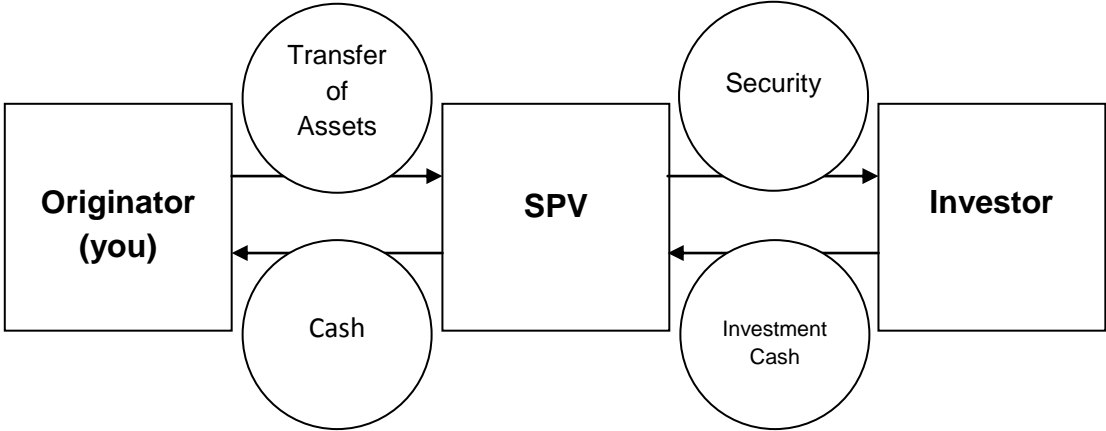 Transfer
of
Assets
Security
Originator
(you)
SPV
Investor
Cash
Investment
Cash